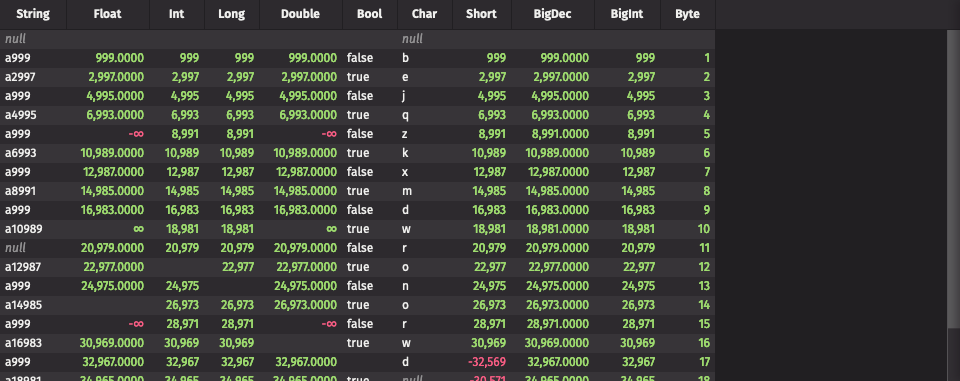 String Float Int Long Double Bool Char Short BigDec BigInt Byte
null null
a999 999.0000 999 999 999.0000 false b 999 999.0000 999 1
a2997 2,997.0000 2,997 2,997 2,997.0000 true e 2,997 2,997.0000 2,997 2
a999 4,995.0000 4,995 4,995 4,995.0000 false j 4,995 4,995.0000 4,995 3
a4995 6,993.0000 6,993 6,993 6,993.0000 true q 6,993 6,993.0000 6,993 4
a999 -∞ 8,991 8,991 -∞ false z 8,991 8,991.0000 8,991 5
a6993 10,989.0000 10,989 10,989 10,989.0000 true k 10,989 10,989.0000 10,989 6
a999 12,987.0000 12,987 12,987 12,987.0000 false x 12,987 12,987.0000 12,987 7
a8991 14,985.0000 14,985 14,985 14,985.0000 true m 14,985 14,985.0000 14,985 8
a999 16,983.0000 16,983 16,983 16,983.0000 false d 16,983 16,983.0000 16,983 9
a10989 ∞ 18,981 18,981 ∞ true w 18,981 18,981.0000 18,981 10
null 20,979.0000 20,979 20,979 20,979.0000 false r 20,979 20,979.0000 20,979 11
a12987 22,977.0000 22,977 22,977.0000 true o 22,977 22,977.0000 22,977 12
a999 24,975.0000 24,975 24,975.0000 false n 24,975 24,975.0000 24,975 13
a14985 26,973 26,973 26,973.0000 true o 26,973 26,973.0000 26,973 14
a999 -∞ 28,971 28,971 -∞ false r 28,971 28,971.0000 28,971 15
a16983 30,969.0000 30,969 30,969 true w 30,969 30,969.0000 30,969 16
a999 32,967.0000 32,967 32,967 32,967.0000 d -32,569 32,967.0000 32,967 17
a18981 34,965.0000 34,965 34,965 34,965.0000 true null -30,571 34,965.0000 34,965 18